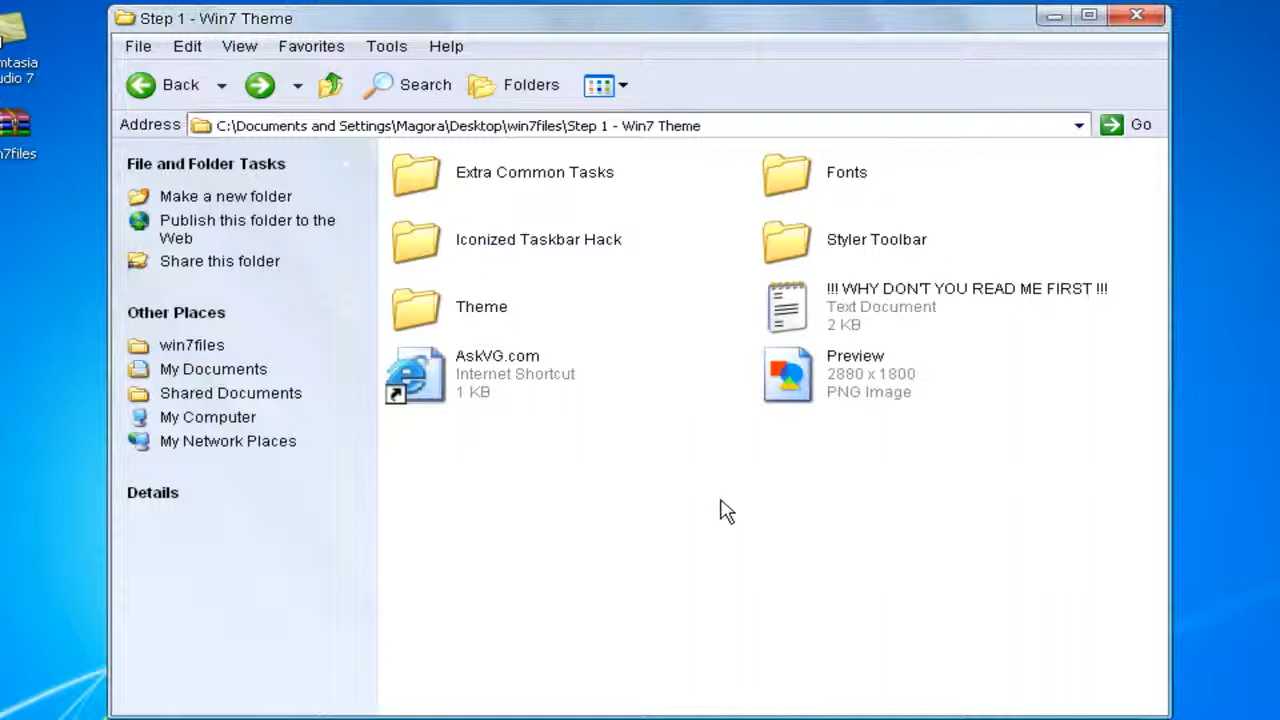 Step 1 - Win7 Theme
File Edit View Favorites Tools Help
Back Search Folders
Address C:\Documents and Settings\Magora\Desktop\win7files\Step 1 - Win7 Theme Go
File and Folder Tasks
Make a new folder
Publish this folder to the
Web
Share this folder
Other Places
win7files
My Documents
Shared Documents
My Computer
My Network Places
Details
Extra Common Tasks
Fonts
Iconized Taskbar Hack
Styler Toolbar
Theme
!!! WHY DON'T YOU READ ME FIRST !!!
Text Document
2 KB
AskVG.com
Internet Shortcut
1 KB
Preview
2880 x 1800
PNG Image
mtasia
udio 7
n7files